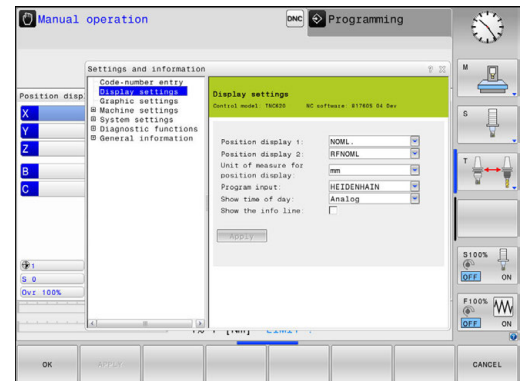 Manual operation
DNC
Programming
Settings and information
Code-number entry
Display settings
Graphic settings
Machine settings
System settings
Diagnostic functions
General information
Display settings
Control model: TNC620 NC software: 817605 04 Dev
Position display 1: NOML.
Position display 2: RFNOML
Unit of measure for position display: mm
Program input: HEIDENHAIN
Show time of day: Analog
Show the info line:
Apply
Position disp
X
Y
Z
B
C
1
S 0
Ovr 100%
M
S
T
S100%
OFF ON
F100%
OFF ON
OK
APPLY
CANCEL